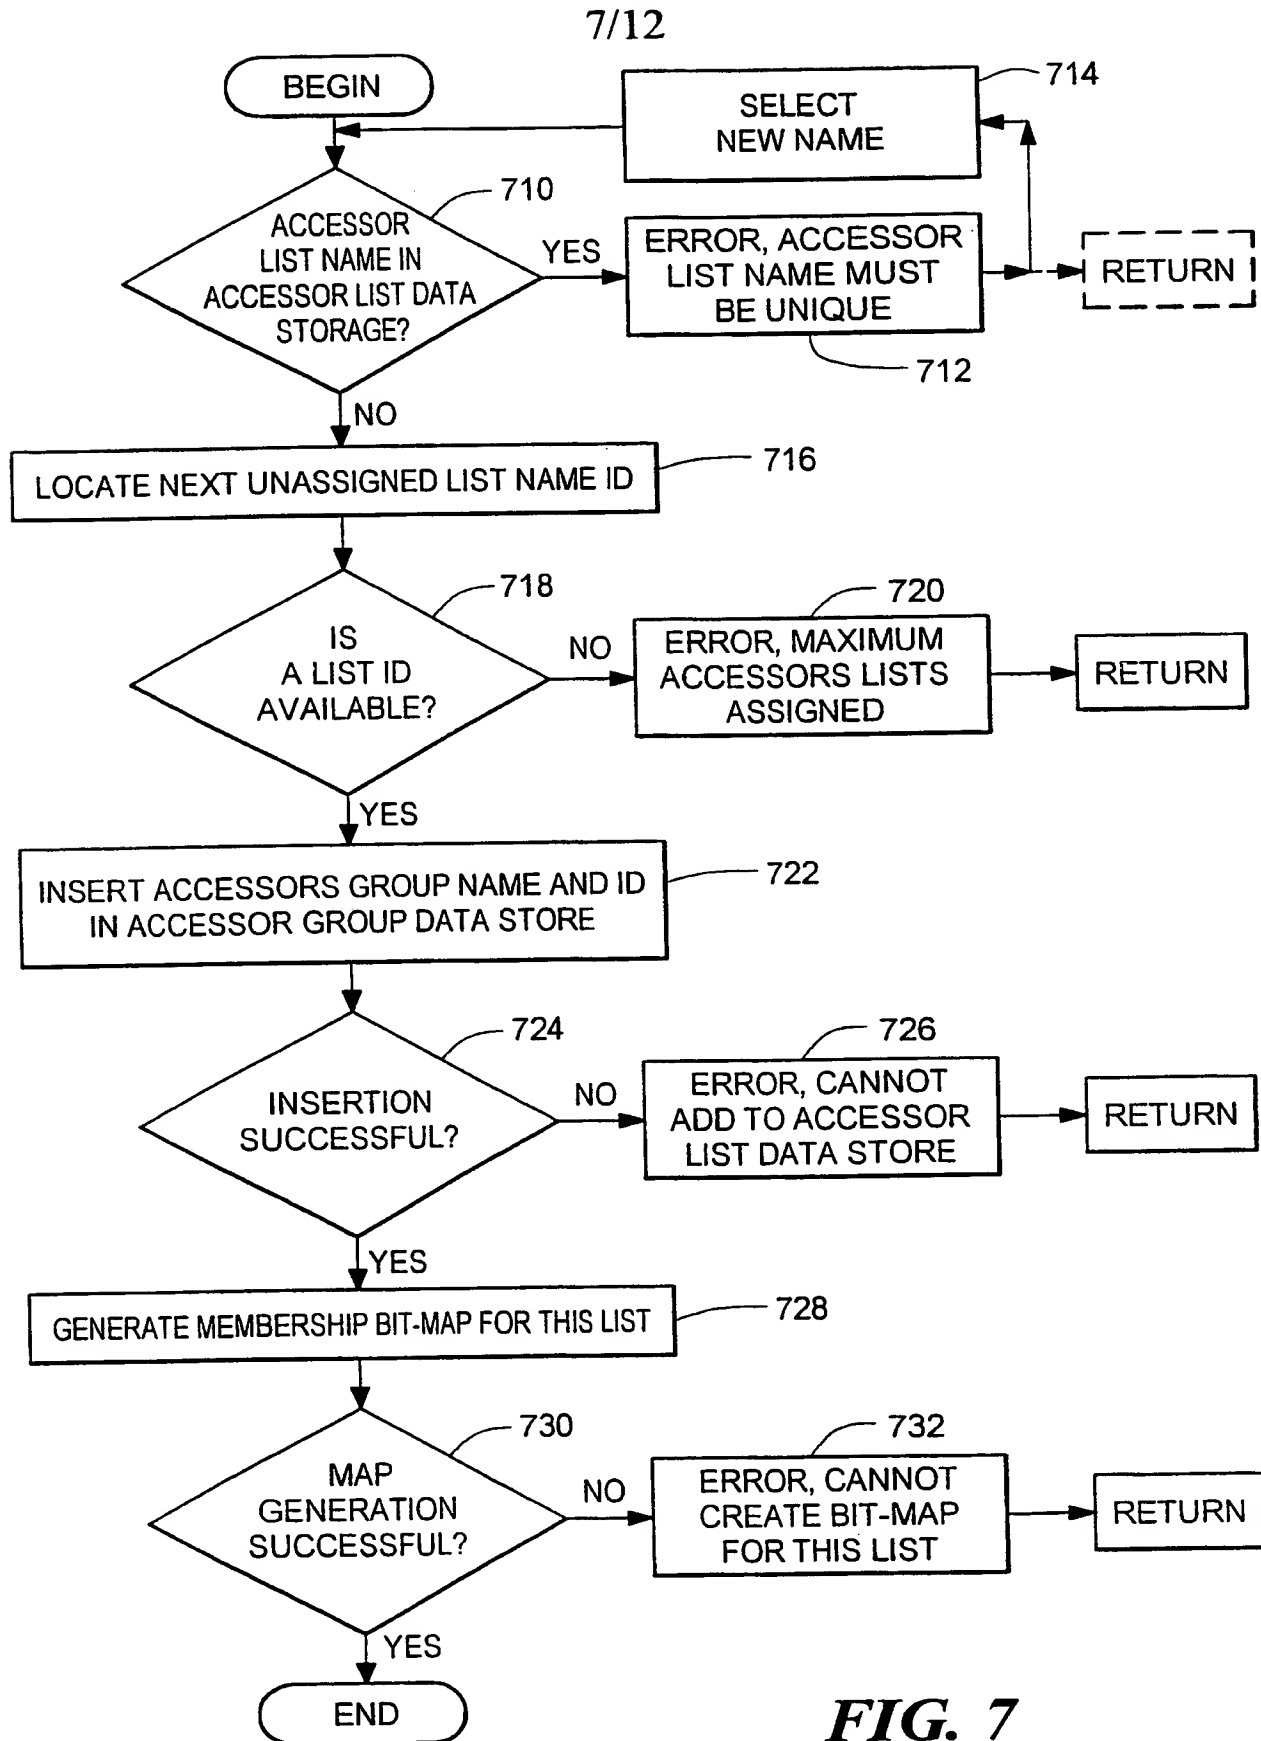 7/12
BEGIN
SELECT
NEW NAME
714
710
ACCESSOR
LIST NAME IN
ACCESSOR LIST DATA
STORAGE?
YES
ERROR, ACCESSOR
LIST NAME MUST
BE UNIQUE
RETURN
712
NO
LOCATE NEXT UNASSIGNED LIST NAME ID
716
718
IS
A LIST ID
AVAILABLE?
NO
720
ERROR, MAXIMUM
ACCESSORS LISTS
ASSIGNED
RETURN
YES
INSERT ACCESSORS GROUP NAME AND ID
IN ACCESSOR GROUP DATA STORE
722
724
INSERTION
SUCCESSFUL?
NO
726
ERROR, CANNOT
ADD TO ACCESSOR
LIST DATA STORE
RETURN
YES
GENERATE MEMBERSHIP BIT-MAP FOR THIS LIST
728
730
MAP
GENERATION
SUCCESSFUL?
NO
732
ERROR, CANNOT
CREATE BIT-MAP
FOR THIS LIST
RETURN
YES
END
FIG. 7